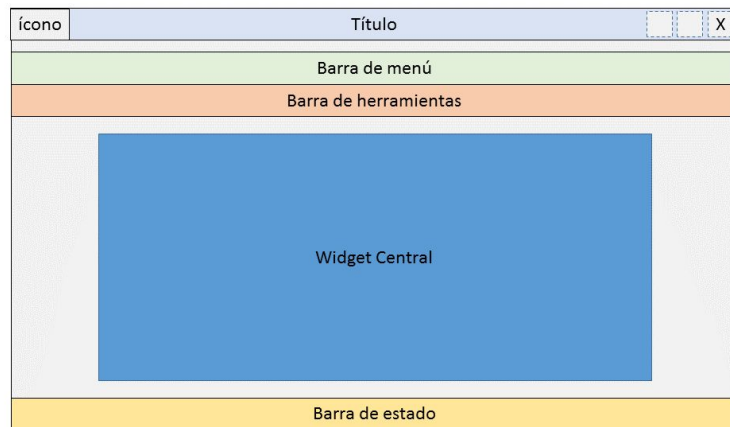 ícono
Título
X
Barra de menú
Barra de herramientas
Widget Central
Barra de estado